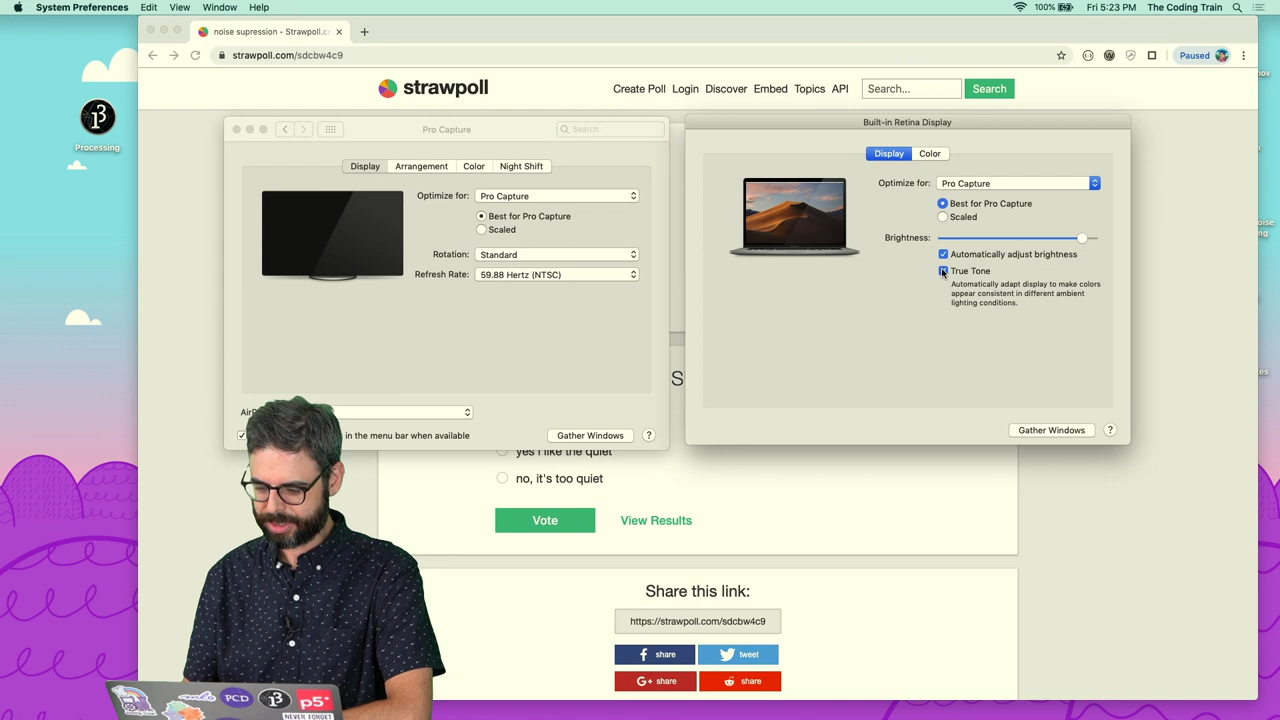 System Preferences Edit View Window Help
100% Fri 5:23 PM The Coding Train
noise supression - Strawpoll.c
strawpoll.com/sdcbw4c9
Paused
strawpoll
Create Poll Login Discover Embed Topics API Search... Search
Processing
Pro Capture
Search
Display Arrangement Color Night Shift
Optimize for: Pro Capture
Best for Pro Capture
Scaled
Rotation: Standard
Refresh Rate: 59.88 Hertz (NTSC)
in the menu bar when available
Gather Windows ?
Built-in Retina Display
Display Color
Optimize for: Pro Capture
Best for Pro Capture
Scaled
Brightness:
Automatically adjust brightness
True Tone
Automatically adapt display to make colors
appear consistent in different ambient
lighting conditions.
Gather Windows ?
S
yes I like the quiet
no, it's too quiet
Vote View Results
Share this link:
https://strawpoll.com/sdcbw4c9
share tweet
G+ share share
PCD
p5*
NEVER FORGET